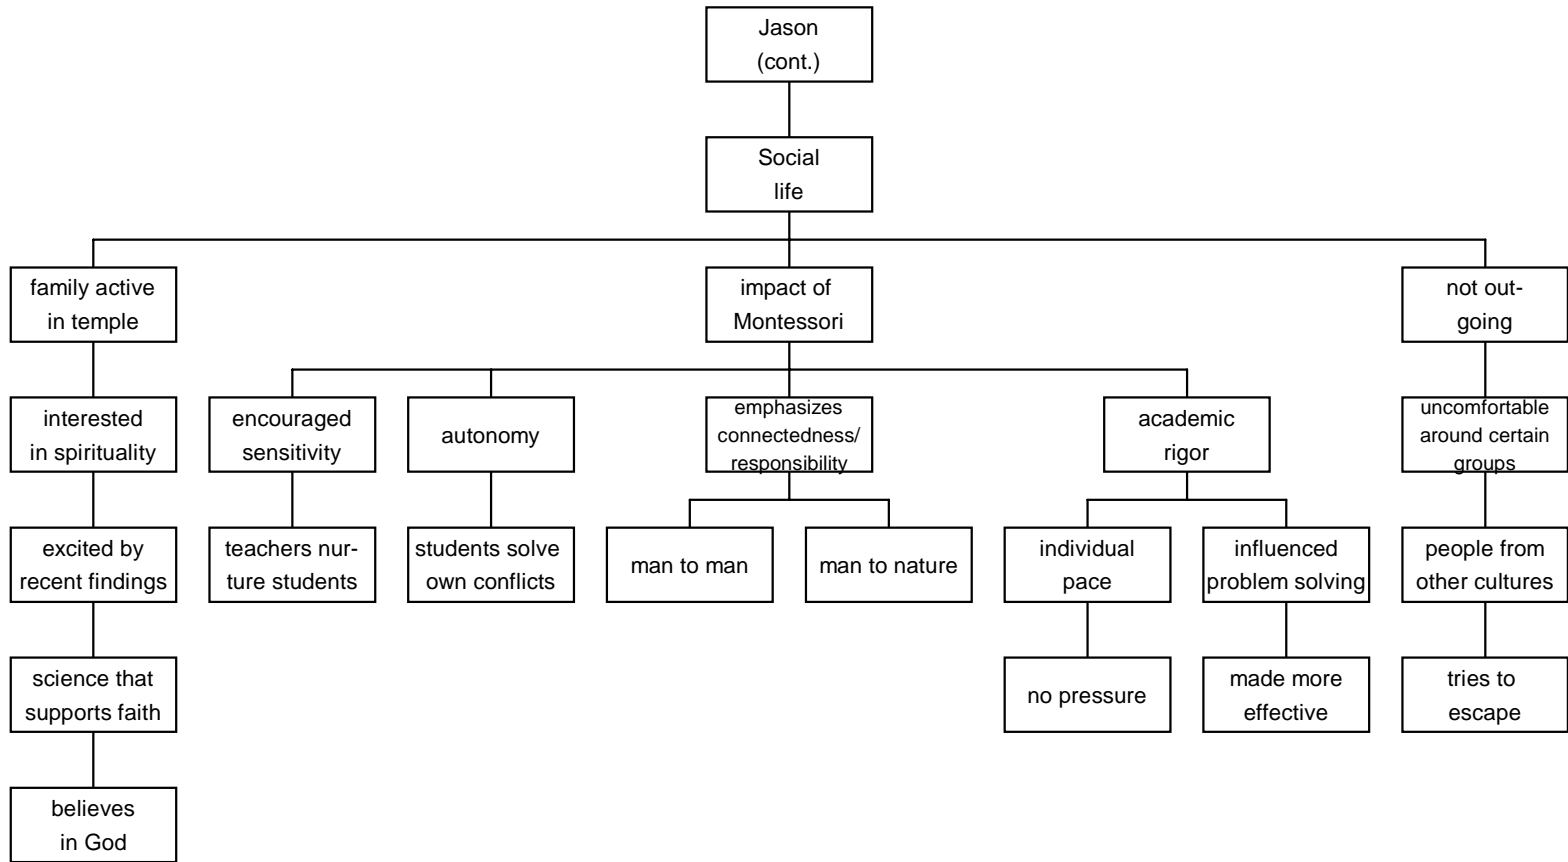 Jason
(cont.)
Social
life
family active
in temple
impact of
Montessori
not out-
going
interested
in spirituality
encouraged
sensitivity
autonomy
emphasizes
connectedness/
responsibility
academic
rigor
uncomfortable
around certain
groups
excited by
recent findings
teachers nur-
ture students
students solve
own conflicts
man to man
man to nature
individual
pace
influenced
problem solving
people from
other cultures
science that
supports faith
no pressure
made more
effective
tries to
escape
believes
in God